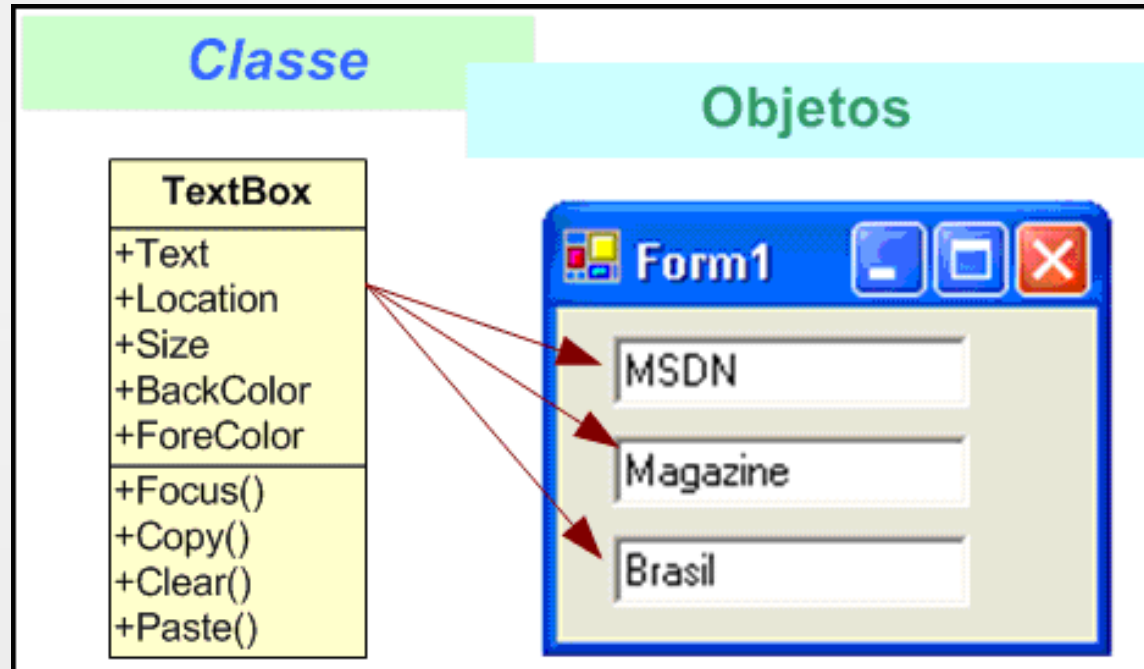 Classe
Objetos
TextBox
+Text
+Location
+Size
+BackColor
+ForeColor
+Focus()
+Copy()
+Clear()
+Paste()
Form1
MSDN
Magazine
Brasil